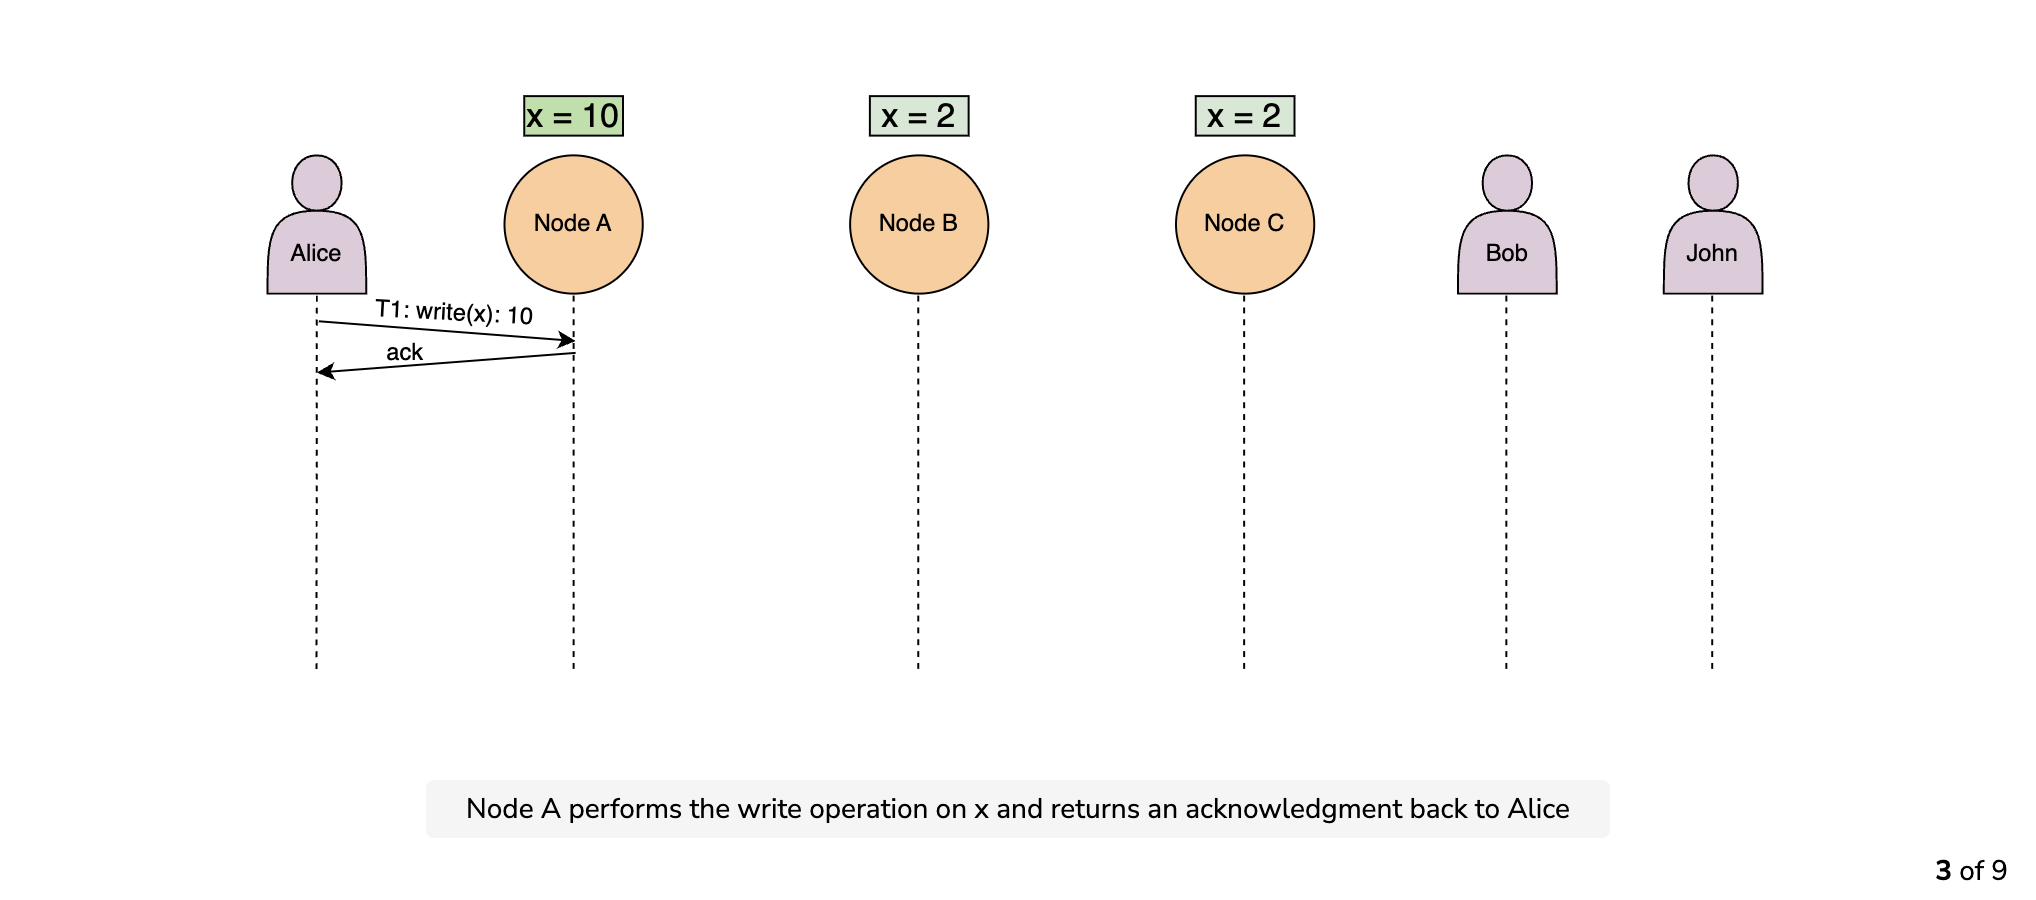 x = 10
x = 2
x = 2
Alice
Node A
Node B
Node C
Bob
John
T1: write(x): 10
ack
Node A performs the write operation on x and returns an acknowledgment back to Alice
3 of 9